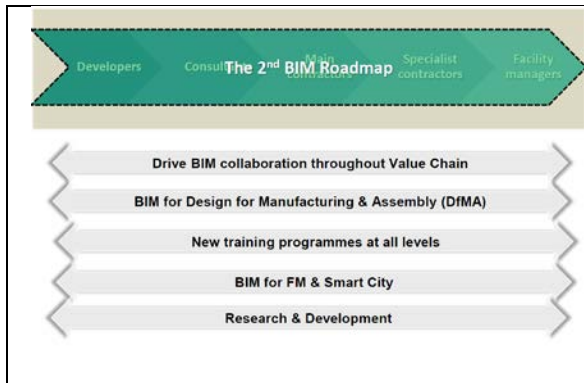 The 2nd BIM Roadmap
Developers
Main
contractors
Specialist
contractors
Facility
managers
Drive BIM collaboration throughout Value Chain
BIM for Design for Manufacturing & Assembly (DfMA)
New training programmes at all levels
BIM for FM & Smart City
Research & Development